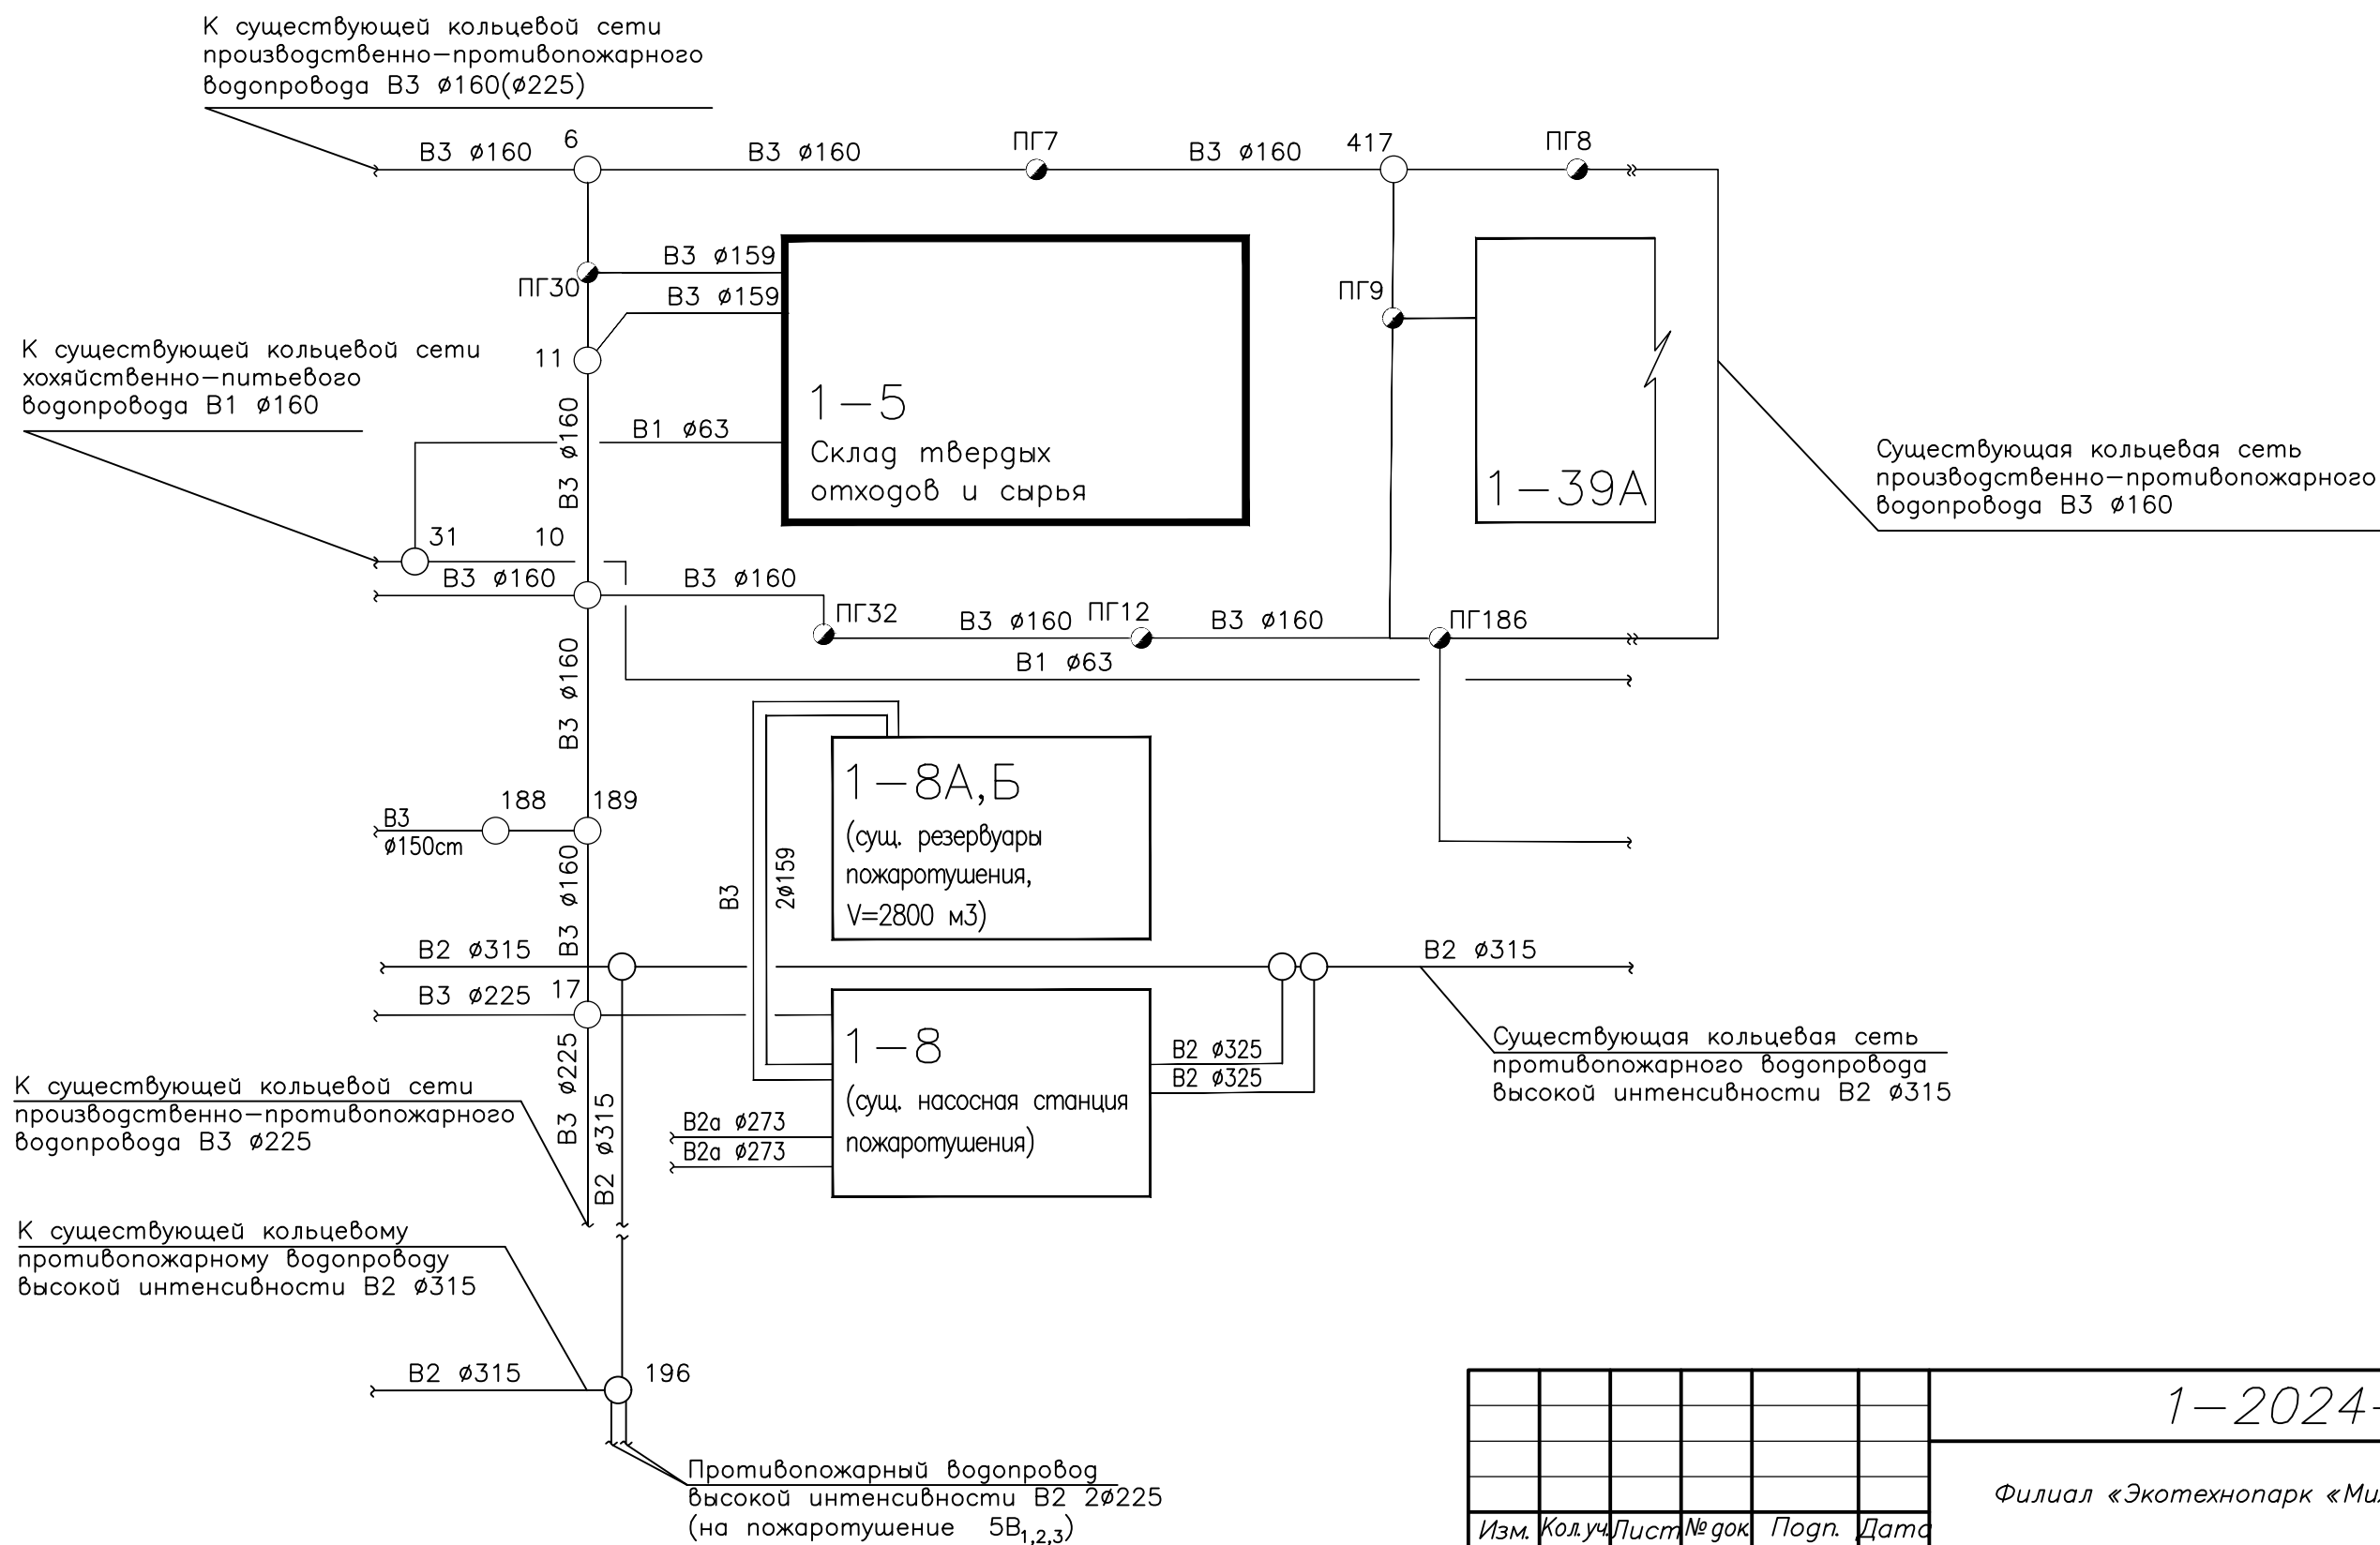 К существующей кольцевой сети
производственно-противопожарного
водопровода В3 ø160(ø225)
В3 ø160
6
В3 ø160
ПГ7
В3 ø160
417
ПГ8
В3 ø159
ПГ30
В3 ø159
ПГ9
11
К существующей кольцевой сети
хохяйственно-питьевого
водопровода В1 ø160
В3 ø160
В1 ø63
1-5
Склад твердых
отходов и сырья
1-39А
Существующая кольцевая сеть
производственно-противопожарного
водопровода В3 ø160
31
10
В3 ø160
В3 ø160
ПГ32
В3 ø160
ПГ12
В3 ø160
ПГ186
В1 ø63
В3 ø160
1-8А,Б
(сущ. резервуары
пожаротушения,
V=2800 м3)
188
189
В3
ø150ст
В3 ø160
В3
2ø159
В2 ø315
В2 ø315
В3 ø225
17
1-8
(сущ. насосная станция
пожаротушения)
В2 ø325
В2 ø325
Существующая кольцевая сеть
противопожарного водопровода
высокой интенсивности В2 ø315
К существующей кольцевой сети
производственно-противопожарного
водопровода В3 ø225
В3 ø225
В2 ø315
В2а ø273
В2а ø273
К существующей кольцевому
противопожарному водопроводу
высокой интенсивности В2 ø315
В2 ø315
196
Противопожарный водопровод
высокой интенсивности В2 2ø225
(на пожаротушение 5В1,2,3)
1-2024-
Филиал «Экотехнопарк «Ми
Изм.
Кол.уч.
Лист
№ док.
Подп.
Дата